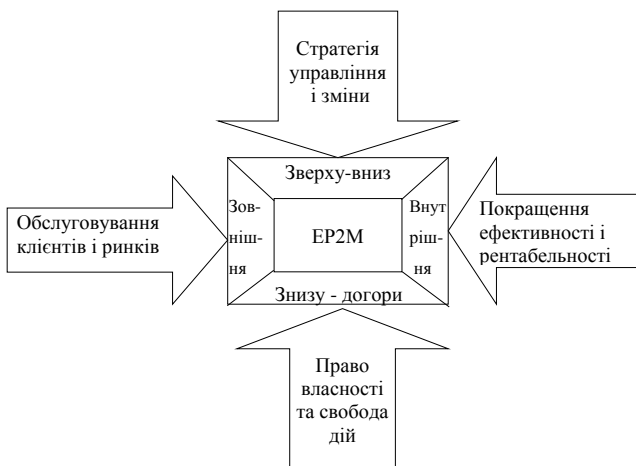 Стратегія
управління
і зміни
Зверху-вниз
Зов-
ніш-
ня
EP2M
Внут
ріш-
ня
Обслуговування
клієнтів і ринків
Покращення
ефективності і
рентабельності
Знизу - догори
Право
власності
та свобода
дій